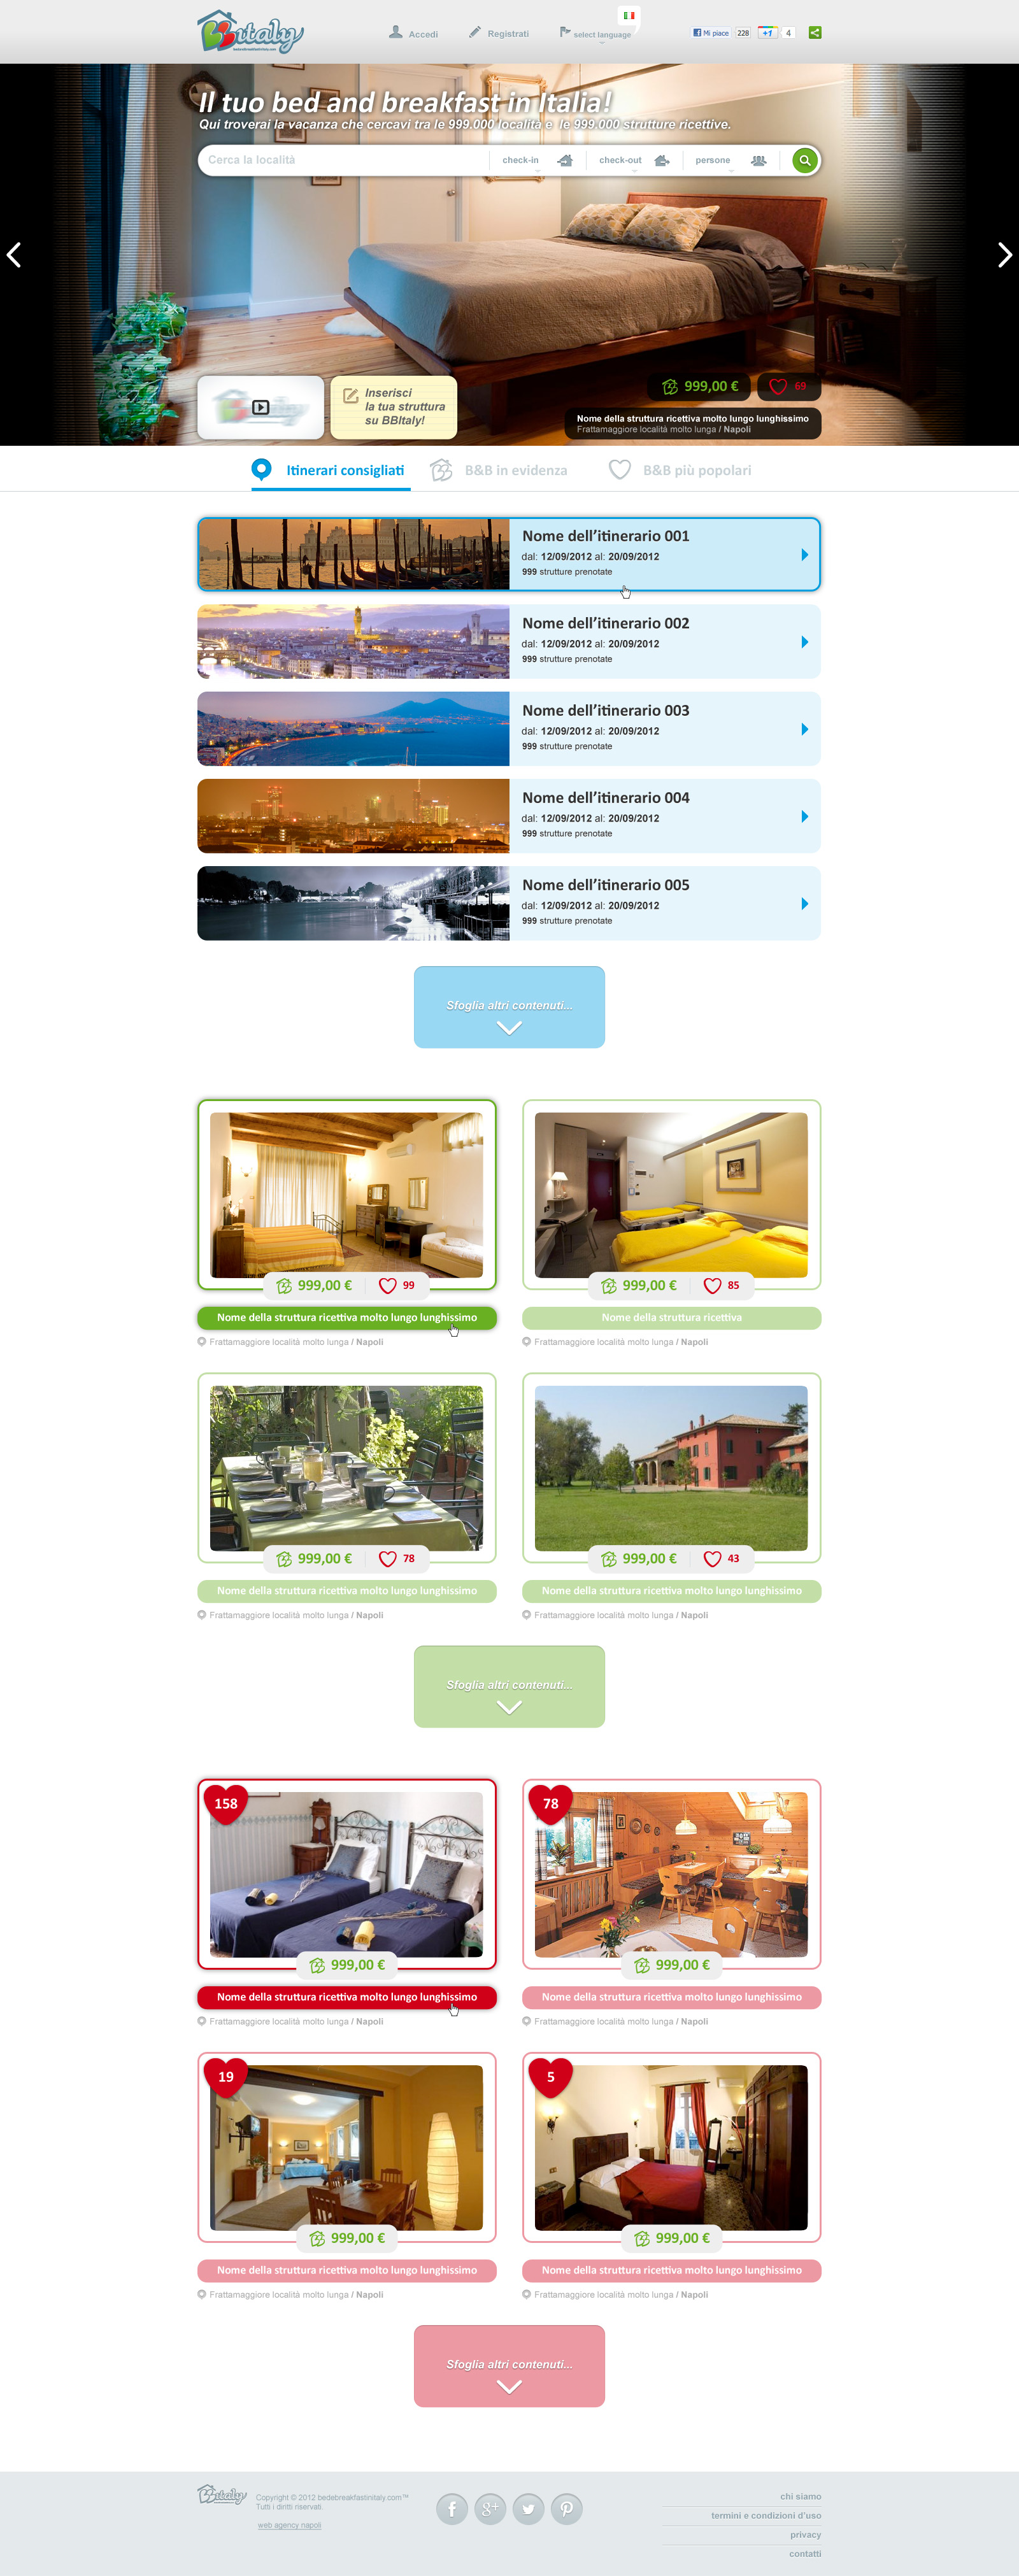 BBitaly
Accedi
Registrati
select language
Mi piace
228
+1
4
Il tuo bed and breakfast in Italia!
Qui troverai la vacanza che cercavi tra le 999.000 località e le 999.000 strutture ricettive.
Cerca la località
check-in
check-out
persone
Inserisci
la tua struttura
su BBItaly!
999,00 €
69
Nome della struttura ricettiva molto lungo lunghissimo
Frattamaggiore località molto lunga / Napoli
Itinerari consigliati
B&B in evidenza
B&B più popolari
Nome dell'itinerario 001
dal: 12/09/2012 al: 20/09/2012
999 strutture prenotate
Nome dell'itinerario 002
dal: 12/09/2012 al: 20/09/2012
999 strutture prenotate
Nome dell'itinerario 003
dal: 12/09/2012 al: 20/09/2012
999 strutture prenotate
Nome dell'itinerario 004
dal: 12/09/2012 al: 20/09/2012
999 strutture prenotate
Nome dell'itinerario 005
dal: 12/09/2012 al: 20/09/2012
999 strutture prenotate
Sfoglia altri contenuti...
999,00 €
99
Nome della struttura ricettiva molto lungo lunghissimo
Frattamaggiore località molto lunga / Napoli
999,00 €
85
Nome della struttura ricettiva
Frattamaggiore località molto lunga / Napoli
999,00 €
78
Nome della struttura ricettiva molto lungo lunghissimo
Frattamaggiore località molto lunga / Napoli
999,00 €
43
Nome della struttura ricettiva molto lungo lunghissimo
Frattamaggiore località molto lunga / Napoli
Sfoglia altri contenuti...
158
999,00 €
Nome della struttura ricettiva molto lungo lunghissimo
Frattamaggiore località molto lunga / Napoli
78
999,00 €
Nome della struttura ricettiva molto lungo lunghissimo
Frattamaggiore località molto lunga / Napoli
19
999,00 €
Nome della struttura ricettiva molto lungo lunghissimo
Frattamaggiore località molto lunga / Napoli
5
999,00 €
Nome della struttura ricettiva molto lungo lunghissimo
Frattamaggiore località molto lunga / Napoli
Sfoglia altri contenuti...
BBitaly
Copyright © 2012 bedebreakfastinitaly.com™
Tutti i diritti riservati.
web agency napoli
chi siamo
termini e condizioni d'uso
privacy
contatti